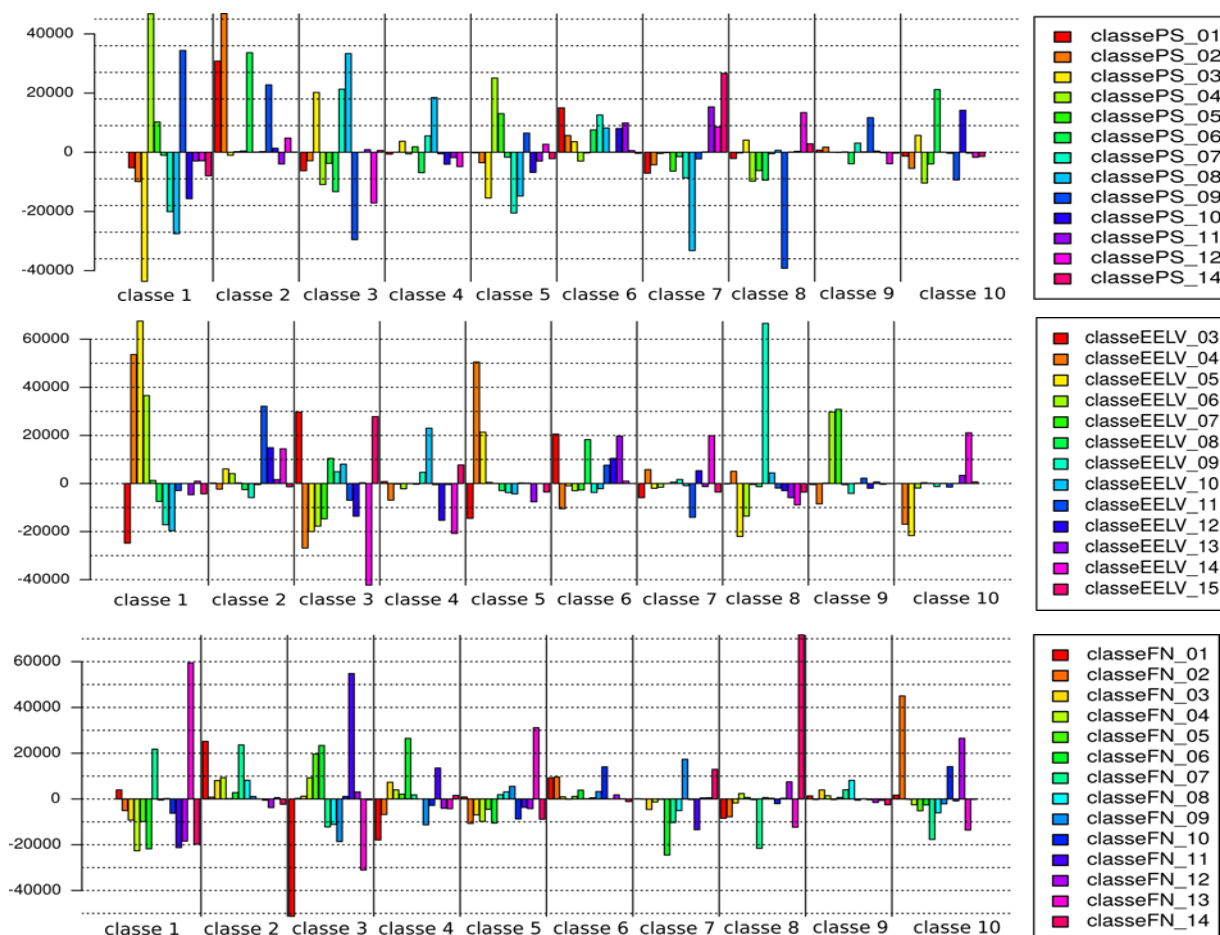 40000
20000
0
-20000
-40000
classe 1 classe 2 classe 3 classe 4 classe 5 classe 6 classe 7 classe 8 classe 9 classe 10
classePS_01
classePS_02
classePS_03
classePS_04
classePS_05
classePS_06
classePS_07
classePS_08
classePS_09
classePS_10
classePS_11
classePS_12
classePS_14
60000
40000
20000
0
-20000
-40000
classe 1 classe 2 classe 3 classe 4 classe 5 classe 6 classe 7 classe 8 classe 9 classe 10
classeEELV_03
classeEELV_04
classeEELV_05
classeEELV_06
classeEELV_07
classeEELV_08
classeEELV_09
classeEELV_10
classeEELV_11
classeEELV_12
classeEELV_13
classeEELV_14
classeEELV_15
60000
40000
20000
0
-20000
-40000
classe 1 classe 2 classe 3 classe 4 classe 5 classe 6 classe 7 classe 8 classe 9 classe 10
classeFN_01
classeFN_02
classeFN_03
classeFN_04
classeFN_05
classeFN_06
classeFN_07
classeFN_08
classeFN_09
classeFN_10
classeFN_11
classeFN_12
classeFN_13
classeFN_14